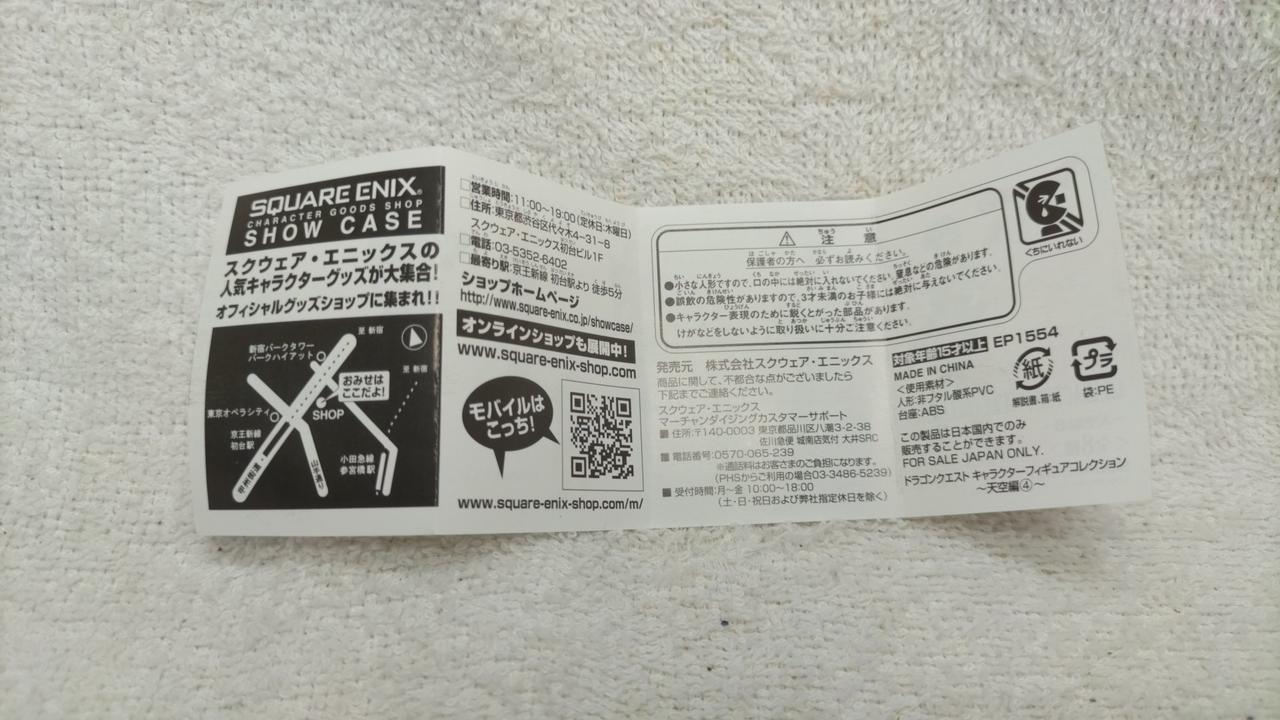 SQUARE ENIX®
CHARACTER GOODS SHOP
SHOW CASE
スクウェア・エニックスの
人気キャラクターグッズが大集合!
オフィシャルグッズショップに集まれ!!
至 新宿
新宿パークタワー
パークハイアット
至 新宿
おみせは
ここだよ!
SHOP
東京オペラシティ
京王新線
初台駅
小田急線
参宮橋駅
甲州街道
山手通り
□営業時間:11:00~19:00(定休日:木曜日)
□住所:東京都渋谷区代々木4-31-8
スクウェア・エニックス初台ビル1F
□電話:03-5352-6402
□最寄り駅:京王新線 初台駅より 徒歩5分
ショップホームページ
http://www.square-enix.co.jp/showcase/
オンラインショップも展開中!
www.square-enix-shop.com
モバイルは
こっち!
www.square-enix-shop.com/m/
注意
ちゅう い
保護者の方へ 必ずお読みください。
●小さな人形ですので、口の中には絶対に入れないでください。窒息などの危険があります。
●誤飲の危険性がありますので、3才未満のお子様には絶対に与えないでください。
●キャラクター表現のために鋭くとがった部品があります。
けがなどをしないように取り扱いに十分ご注意ください。
くちにいれない
発売元 株式会社スクウェア・エニックス
商品に関して、不都合な点がございましたら
下記までご連絡ください。
スクウェア・エニックス
マーチャンダイジングカスタマーサポート
■住所:〒140-0003 東京都品川区八潮3-2-38
佐川急便 城南店気付 大井SRC
■電話番号:0570-065-239
※通話料はお客さまのご負担になります。
(PHSからご利用の場合03-3486-5239)
■受付時間:月~金 10:00~18:00
(土・日・祝日および弊社指定休日を除く)
対象年齢15才以上 EP1554
MADE IN CHINA
<使用素材>
人形:非フタル酸系PVC
台座:ABS
紙
解説書、箱:紙
プラ
袋:PE
この製品は日本国内でのみ
販売することができます。
FOR SALE JAPAN ONLY.
ドラゴンクエスト キャラクターフィギュアコレクション
~天空編④~